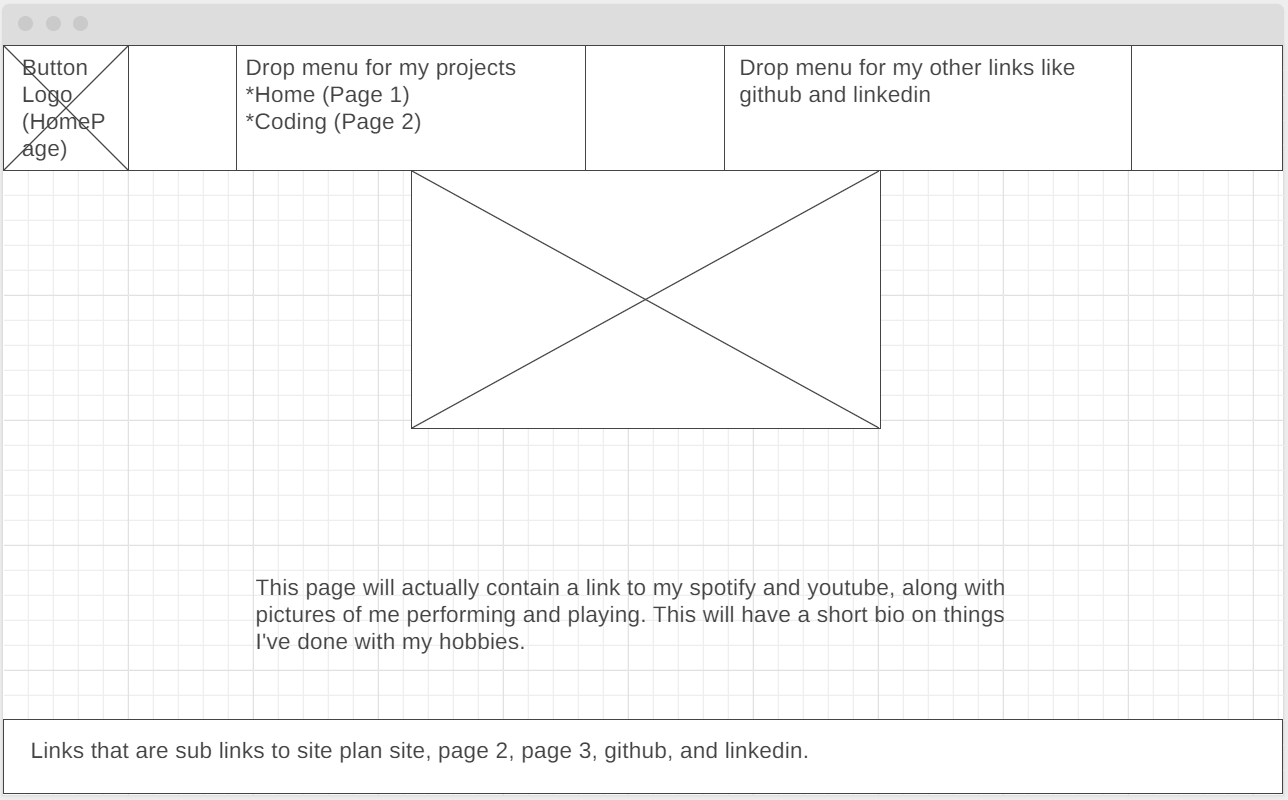 Button
Logo
(HomeP
age)
Drop menu for my projects
*Home (Page 1)
*Coding (Page 2)
Drop menu for my other links like
github and linkedin
This page will actually contain a link to my spotify and youtube, along with
pictures of me performing and playing. This will have a short bio on things
I've done with my hobbies.
Links that are sub links to site plan site, page 2, page 3, github, and linkedin.